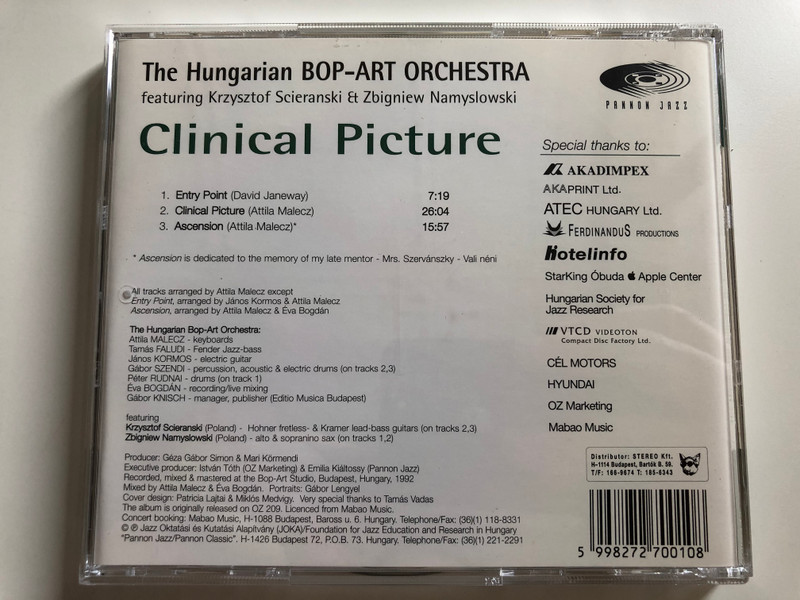 The Hungarian BOP-ART ORCHESTRA
featuring Krzysztof Scieranski & Zbigniew Namyslowski
Clinical Picture
PANNON JAZZ
1. Entry Point (David Janeway) 7:19
2. Clinical Picture (Attila Malecz) 26:04
3. Ascension (Attila Malecz)* 15:57
* Ascension is dedicated to the memory of my late mentor - Mrs. Szervánszky - Vali néni
All tracks arranged by Attila Malecz except
Entry Point, arranged by János Kormos & Attila Malecz
Ascension, arranged by Attila Malecz & Éva Bogdán
The Hungarian Bop-Art Orchestra:
Attila MALECZ - keyboards
Tamás FALUDI - Fender Jazz-bass
János KORMOS - electric guitar
Gábor SZENDI - percussion, acoustic & electric drums (on tracks 2,3)
Péter RUDNAI - drums (on track 1)
Éva BOGDÁN - recording/live mixing
Gábor KNISCH - manager, publisher (Editio Musica Budapest)
featuring
Krzysztof Scieranski (Poland) - Hohner fretless- & Kramer lead-bass guitars (on tracks 2,3)
Zbigniew Namyslowski (Poland) - alto & sopranino sax (on tracks 1,2)
Producer: Géza Gábor Simon & Mari Körmendi
Executive producer: István Tóth (OZ Marketing) & Emília Kiáltossy (Pannon Jazz)
Recorded, mixed & mastered at the Bop-Art Studio, Budapest, Hungary, 1992
Mixed by Attila Malecz & Éva Bogdán. Portraits: Gábor Lengyel
Cover design: Patricia Lajtai & Miklós Medvigy. Very special thanks to Tamás Vadas
The album is originally released on OZ 209. Licenced from Mabao Music.
Concert booking: Mabao Music, H-1088 Budapest, Baross u. 6. Hungary. Telephone/Fax: (36)(1) 118-8331
© ℗ Jazz Oktatási és Kutatási Alapítvány (JOKA)/Foundation for Jazz Education and Research in Hungary
"Pannon Jazz/Pannon Classic". H-1426 Budapest 72, P.O.B. 73. Hungary. Telephone/Fax: (36)(1) 221-2291
Special thanks to:
AKADIMPEX
AKAPRINT Ltd.
ATEC HUNGARY Ltd.
FERDINANDUS PRODUCTIONS
hotelinfo
StarKing Óbuda Apple Center
Hungarian Society for
Jazz Research
VTCD VIDEOTON
Compact Disc Factory Ltd.
CÉL MOTORS
HYUNDAI
OZ Marketing
Mabao Music
Distributor: STEREO Kft.
H-1114 Budapest, Bartók B. 59.
T/F: 166-9674 T: 185-6343
5 998272 700108